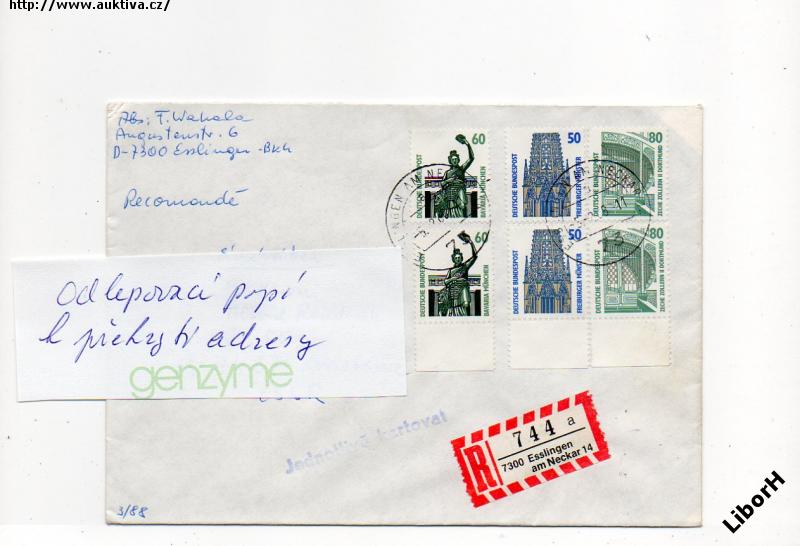 http://www.auktiva.cz/
Abs: F. Wahala
Augustenstr. 6
D-7300 Esslingen -Bkh
Recomandé
60
50
80
DEUTSCHE BUNDESPOST
BAVARIA MÜNCHEN
DEUTSCHE BUNDESPOST
FREIBURGER MÜNSTER
DEUTSCHE BUNDESPOST
ZECHE ZOLLERN II DORTMUND
60
50
80
DEUTSCHE BUNDESPOST
BAVARIA MÜNCHEN
DEUTSCHE BUNDESPOST
FREIBURGER MÜNSTER
DEUTSCHE BUNDESPOST
ZECHE ZOLLERN II DORTMUND
Odlepovací papí
k překrytí adresy
genzyme
Jednotlivě kartovat
R
744 a
7300 Esslingen
am Neckar 14
3/88
LiborH